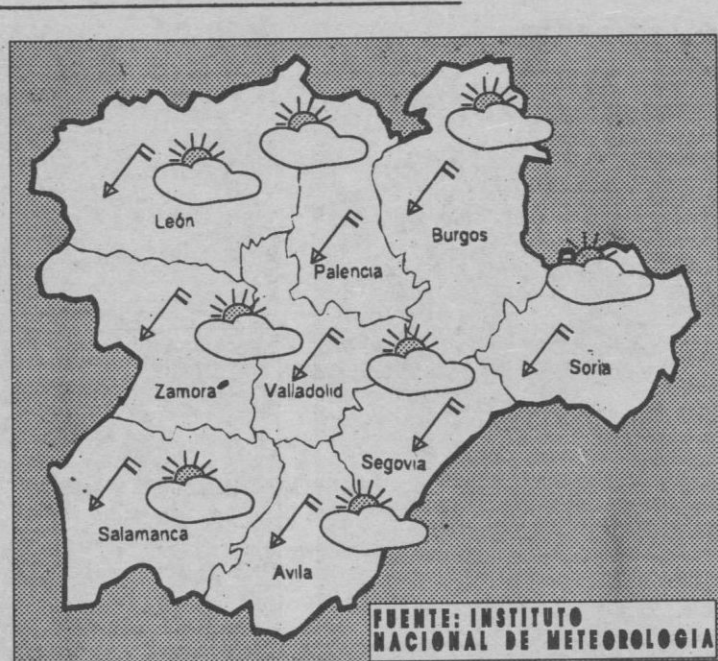 León
Burgos
Palencia
Soria
Zamora
Valladolid
Segovia
Salamanca
Avila
FUENTE: INSTITUTO
NACIONAL DE METEOROLOGIA